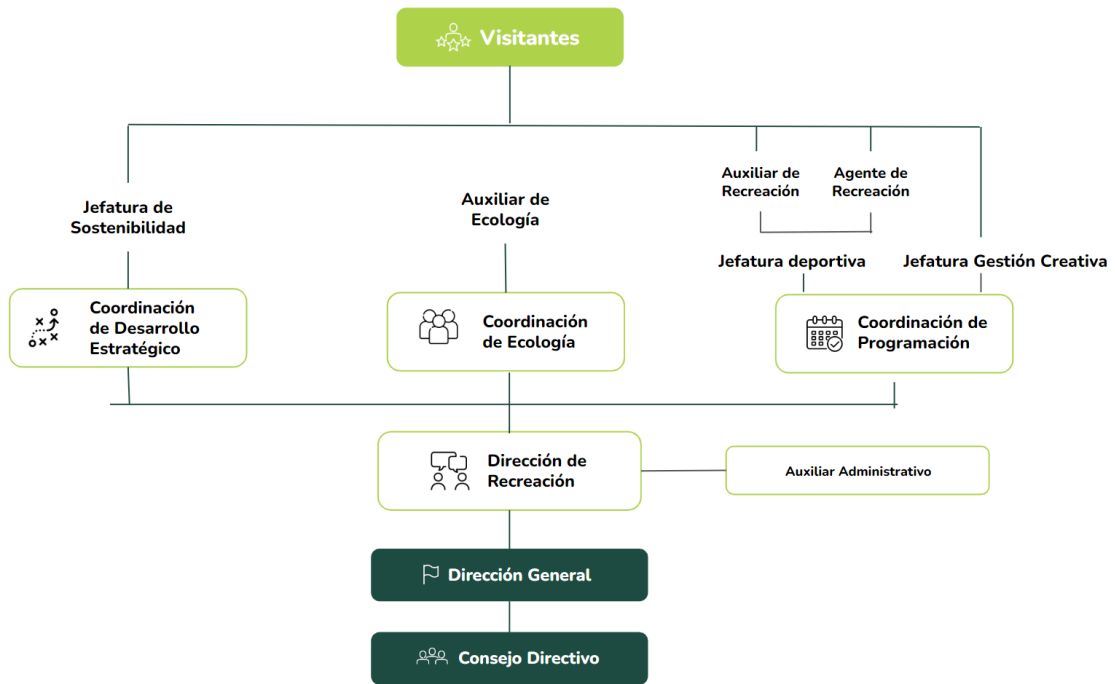 Visitantes
Auxiliar de
Recreación
Agente de
Recreación
Jefatura de
Sostenibilidad
Auxiliar de
Ecología
Jefatura deportiva
Jefatura Gestión Creativa
Coordinación
de Desarrollo
Estratégico
Coordinación
de Ecología
Coordinación de
Programación
Dirección de
Recreación
Auxiliar Administrativo
Dirección General
Consejo Directivo